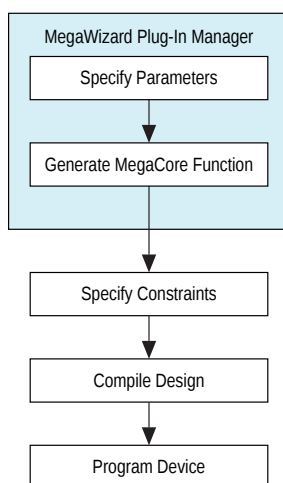 MegaWizard Plug-In Manager
Specify Parameters
Generate MegaCore Function
Specify Constraints
Compile Design
Program Device